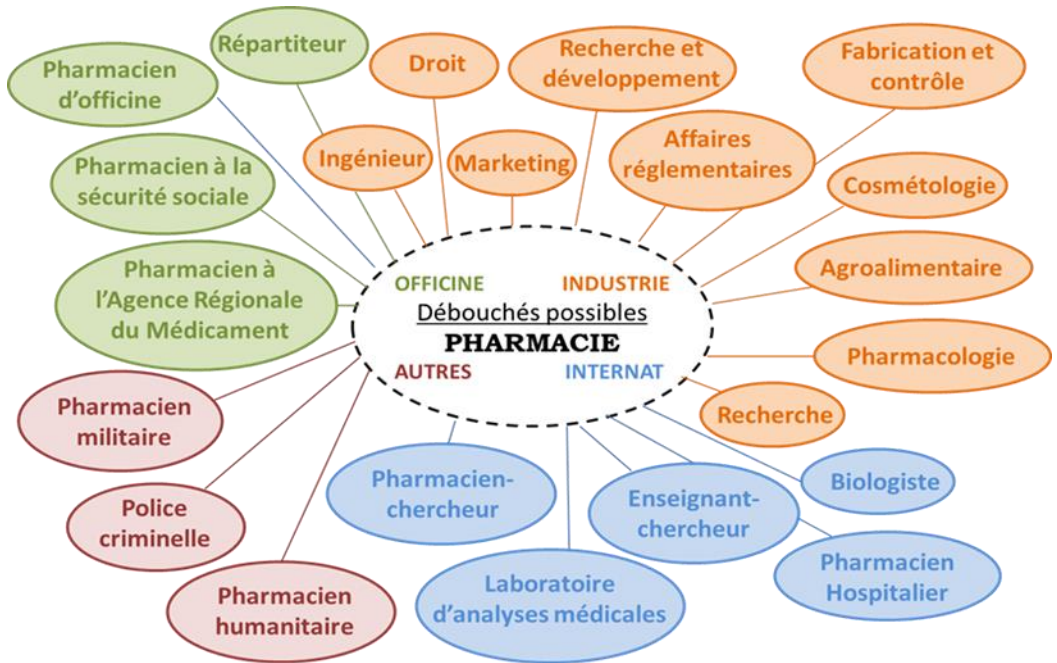 Répartiteur
Droit
Recherche et
développement
Fabrication et
contrôle
Pharmacien
d'officine
Ingénieur
Marketing
Affaires
réglementaires
Pharmacien à la
sécurité sociale
Cosmétologie
Pharmacien à
l'Agence Régionale
du Médicament
OFFICINE
INDUSTRIE
Débouchés possibles
PHARMACIE
AUTRES
INTERNAT
Agroalimentaire
Pharmacologie
Recherche
Pharmacien
militaire
Police
criminelle
Pharmacien
humanitaire
Pharmacien-
chercheur
Laboratoire
d'analyses médicales
Enseignant-
chercheur
Biologiste
Pharmacien
Hospitalier